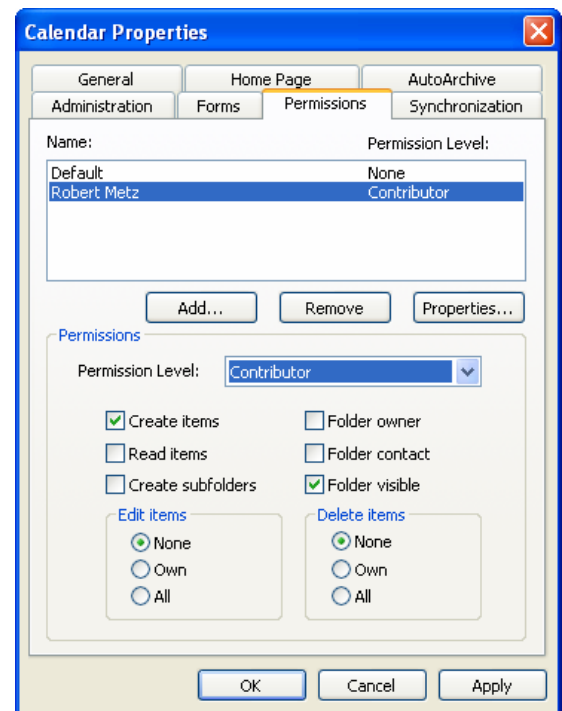 Calendar Properties
General Home Page AutoArchive
Administration Forms Permissions Synchronization
Name: Permission Level:
Default None
Robert Metz Contributor
Add... Remove Properties...
Permissions
Permission Level: Contributor
Create items Folder owner
Read items Folder contact
Create subfolders Folder visible
Edit items Delete items
None None
Own Own
All All
OK Cancel Apply